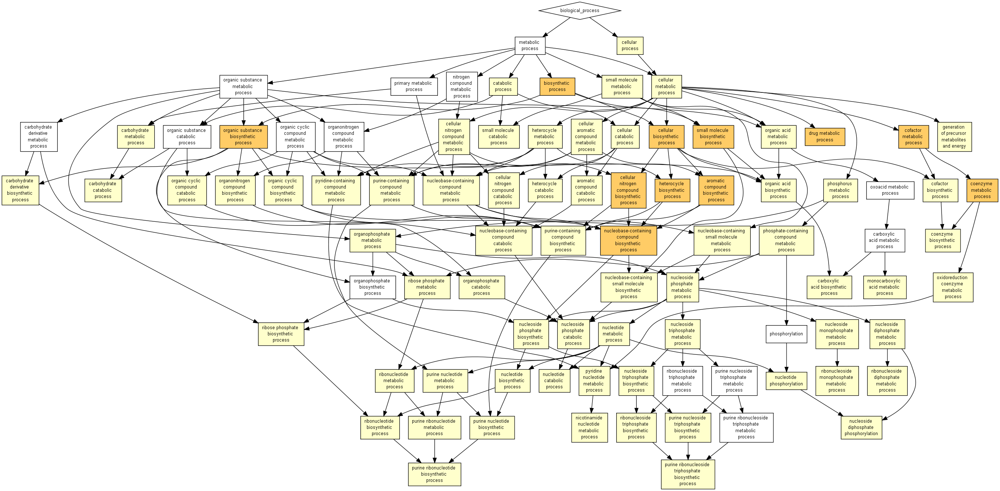 biological_process
metabolic
process
cellular
process
organic substance
metabolic
process
primary metabolic
process
nitrogen
compound
metabolic
process
catabolic
process
biosynthetic
process
small molecule
metabolic
process
cellular
metabolic
process
carbohydrate
derivative
metabolic
process
carbohydrate
metabolic
process
organic substance
catabolic
process
organic substance
biosynthetic
process
organic cyclic
compound
metabolic
process
organonitrogen
compound
metabolic
process
cellular
nitrogen
compound
metabolic
process
small molecule
catabolic
process
heterocycle
metabolic
process
cellular
aromatic
compound
metabolic
process
cellular
catabolic
process
cellular
biosynthetic
process
small molecule
biosynthetic
process
organic acid
metabolic
process
drug metabolic
process
cofactor
metabolic
process
generation
of precursor
metabolites
and energy
carbohydrate
derivative
biosynthetic
process
carbohydrate
catabolic
process
organic cyclic
compound
catabolic
process
organonitrogen
compound
biosynthetic
process
organic cyclic
compound
biosynthetic
process
pyridine-containing
compound
metabolic
process
purine-containing
compound
metabolic
process
nucleobase-containing
compound
metabolic
process
cellular
nitrogen
compound
catabolic
process
heterocycle
catabolic
process
aromatic
compound
catabolic
process
cellular
nitrogen
compound
biosynthetic
process
heterocycle
biosynthetic
process
aromatic
compound
biosynthetic
process
organic acid
biosynthetic
process
phosphorus
metabolic
process
oxoacid metabolic
process
cofactor
biosynthetic
process
coenzyme
metabolic
process
organophosphate
metabolic
process
nucleobase-containing
compound
catabolic
process
purine-containing
compound
biosynthetic
process
nucleobase-containing
compound
biosynthetic
process
nucleobase-containing
small molecule
metabolic
process
phosphate-containing
compound
metabolic
process
carboxylic
acid metabolic
process
coenzyme
biosynthetic
process
organophosphate
biosynthetic
process
ribose phosphate
metabolic
process
organophosphate
catabolic
process
nucleobase-containing
small molecule
biosynthetic
process
nucleoside
phosphate
metabolic
process
carboxylic
acid biosynthetic
process
monocarboxylic
acid metabolic
process
oxidoreduction
coenzyme
metabolic
process
ribose phosphate
biosynthetic
process
nucleoside
phosphate
biosynthetic
process
nucleoside
phosphate
catabolic
process
nucleotide
metabolic
process
nucleoside
triphosphate
metabolic
process
phosphorylation
nucleoside
monophosphate
metabolic
process
nucleoside
diphosphate
metabolic
process
ribonucleotide
metabolic
process
purine nucleotide
metabolic
process
nucleotide
biosynthetic
process
nucleotide
catabolic
process
pyridine
nucleotide
metabolic
process
nucleoside
triphosphate
biosynthetic
process
ribonucleoside
triphosphate
metabolic
process
purine nucleoside
triphosphate
metabolic
process
nucleotide
phosphorylation
ribonucleoside
monophosphate
metabolic
process
ribonucleoside
diphosphate
metabolic
process
ribonucleotide
biosynthetic
process
purine ribonucleotide
metabolic
process
purine nucleotide
biosynthetic
process
nicotinamide
nucleotide
metabolic
process
ribonucleoside
triphosphate
biosynthetic
process
purine nucleoside
triphosphate
biosynthetic
process
purine ribonucleoside
triphosphate
metabolic
process
nucleoside
diphosphate
phosphorylation
purine ribonucleotide
biosynthetic
process
purine ribonucleoside
triphosphate
biosynthetic
process